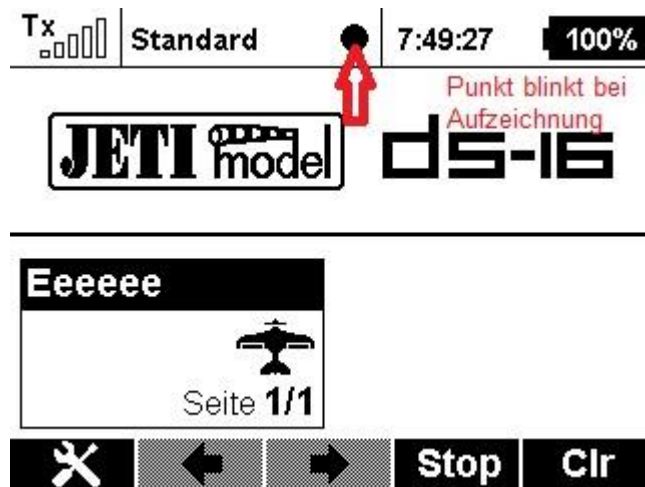 Tx Standard 7:49:27 100%
Punkt blinkt bei
Aufzeichnung
JETI model ds-16
Eeeeee
Seite 1/1
Stop Clr